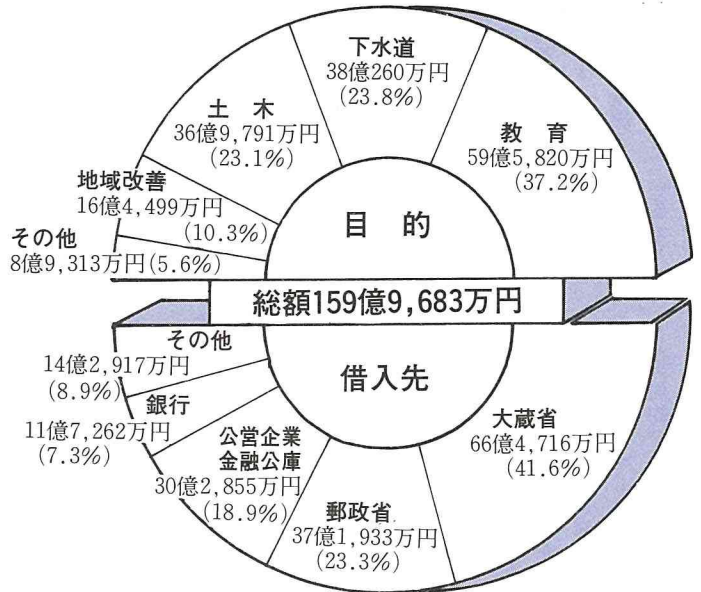 下水道
38億260万円
(23.8%)
土 木
36億9,791万円
(23.1%)
教 育
59億5,820万円
(37.2%)
地域改善
16億4,499万円
(10.3%)
その他
8億9,313万円(5.6%)
目 的
総額159億9,683万円
借入先
その他
14億2,917万円
(8.9%)
銀行
11億7,262万円
(7.3%)
公営企業
金融公庫
30億2,855万円
(18.9%)
郵政省
37億1,933万円
(23.3%)
大蔵省
66億4,716万円
(41.6%)